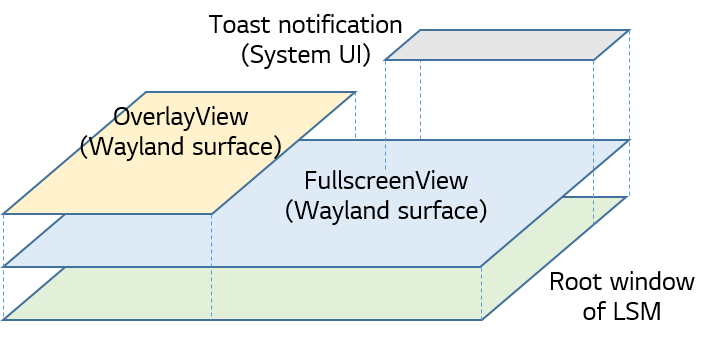 Toast notification
(System UI)
OverlayView
(Wayland surface)
FullscreenView
(Wayland surface)
Root window
of LSM